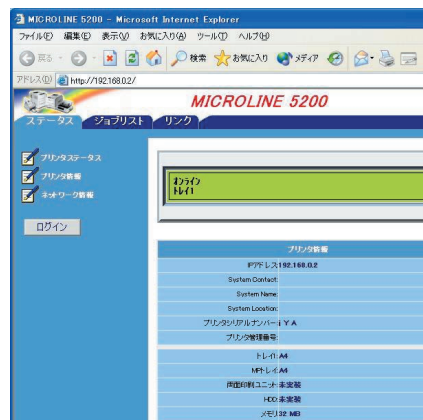 MICROLINE 5200 - Microsoft Internet Explorer
ファイル(F) 編集(E) 表示(V) お気に入り(A) ツール(T) ヘルプ(H)
戻る 検索 お気に入り メディア
アドレス(D) http://192.168.0.2/
MICROLINE 5200
ステータス ジョブリスト リンク
プリンタステータス
プリンタ情報
ネットワーク情報
ログイン
オンライン
トレイ1
プリンタ情報
IPアドレス:192.168.0.2
System Contact:
System Name:
System Location:
プリンタシリアルナンバー:i Y A
プリンタ管理番号:
トレイ1:A4
MPトレイ:A4
両面印刷ユニット:未実装
HDD:未実装
メモリ:32 MB